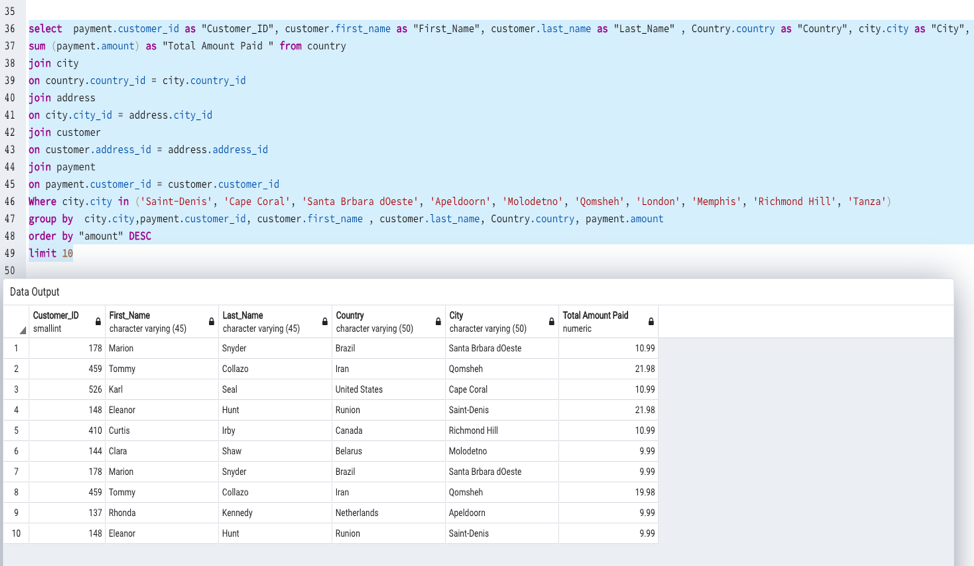 35
36 select payment.customer_id as "Customer_ID", customer.first_name as "First_Name", customer.last_name as "Last_Name" , Country.country as "Country", city.city as "City",
37 sum (payment.amount) as "Total Amount Paid " from country
38 join city
39 on country.country_id = city.country_id
40 join address
41 on city.city_id = address.city_id
42 join customer
43 on customer.address_id = address.address_id
44 join payment
45 on payment.customer_id = customer.customer_id
46 Where city.city in ('Saint-Denis', 'Cape Coral', 'Santa Brbara dOeste', 'Apeldoorn', 'Molodetno', 'Qomsheh', 'London', 'Memphis', 'Richmond Hill', 'Tanza')
47 group by city.city,payment.customer_id, customer.first_name , customer.last_name, Country.country, payment.amount
48 order by "amount" DESC
49 limit 10
50
Data Output
Customer_ID First_Name Last_Name Country City Total Amount Paid
smallint character varying (45) character varying (45) character varying (50) character varying (50) numeric
1 178 Marion Snyder Brazil Santa Brbara dOeste 10.99
2 459 Tommy Collazo Iran Qomsheh 21.98
3 526 Karl Seal United States Cape Coral 10.99
4 148 Eleanor Hunt Runion Saint-Denis 21.98
5 410 Curtis Irby Canada Richmond Hill 10.99
6 144 Clara Shaw Belarus Molodetno 9.99
7 178 Marion Snyder Brazil Santa Brbara dOeste 9.99
8 459 Tommy Collazo Iran Qomsheh 19.98
9 137 Rhonda Kennedy Netherlands Apeldoorn 9.99
10 148 Eleanor Hunt Runion Saint-Denis 9.99